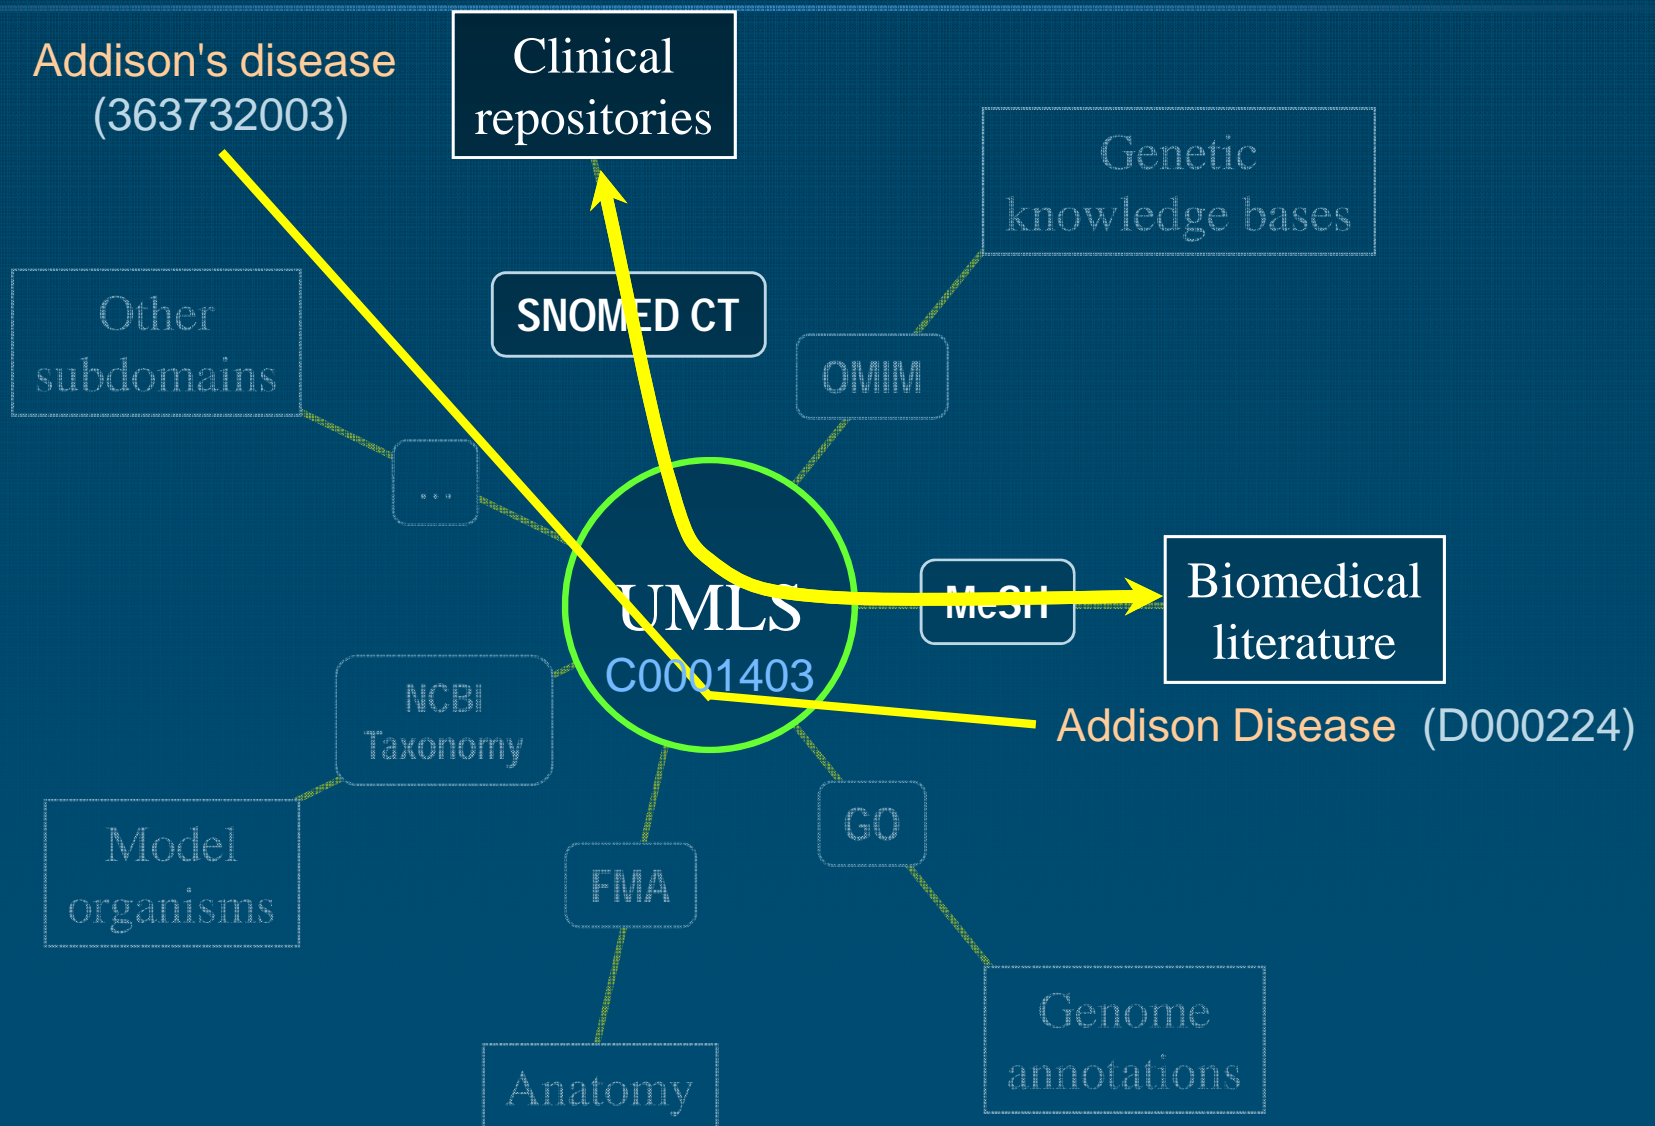 Addison's disease
(363732003)
Clinical
repositories
Genetic
knowledge bases
Other
subdomains
SNOMED CT
OMIM
...
UMLS
C0001403
MeSH
Biomedical
literature
Addison Disease (D000224)
NCBI
Taxonomy
Model
organisms
FMA
GO
Genome
annotations
Anatomy